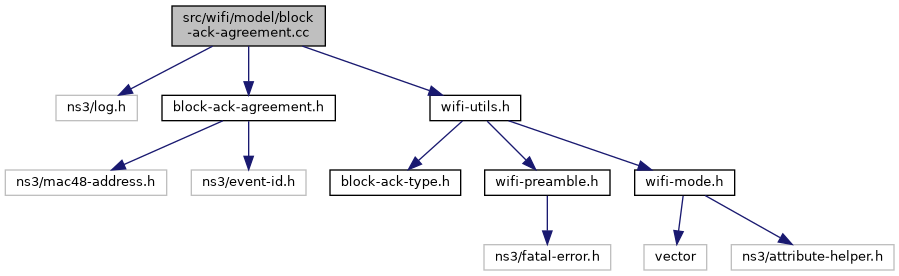 src/wifi/model/block
-ack-agreement.cc
ns3/log.h
block-ack-agreement.h
wifi-utils.h
ns3/mac48-address.h
ns3/event-id.h
block-ack-type.h
wifi-preamble.h
wifi-mode.h
ns3/fatal-error.h
vector
ns3/attribute-helper.h